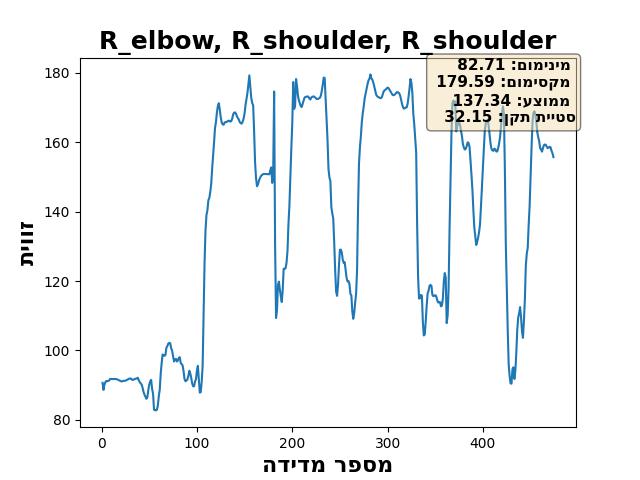 R_elbow, R_shoulder, R_shoulder
מינימום: 82.71
מקסימום: 179.59
ממוצע: 137.34
סטיית תקן: 32.15
זווית
180
160
140
120
100
80
0 100 200 300 400
מספר מדידה